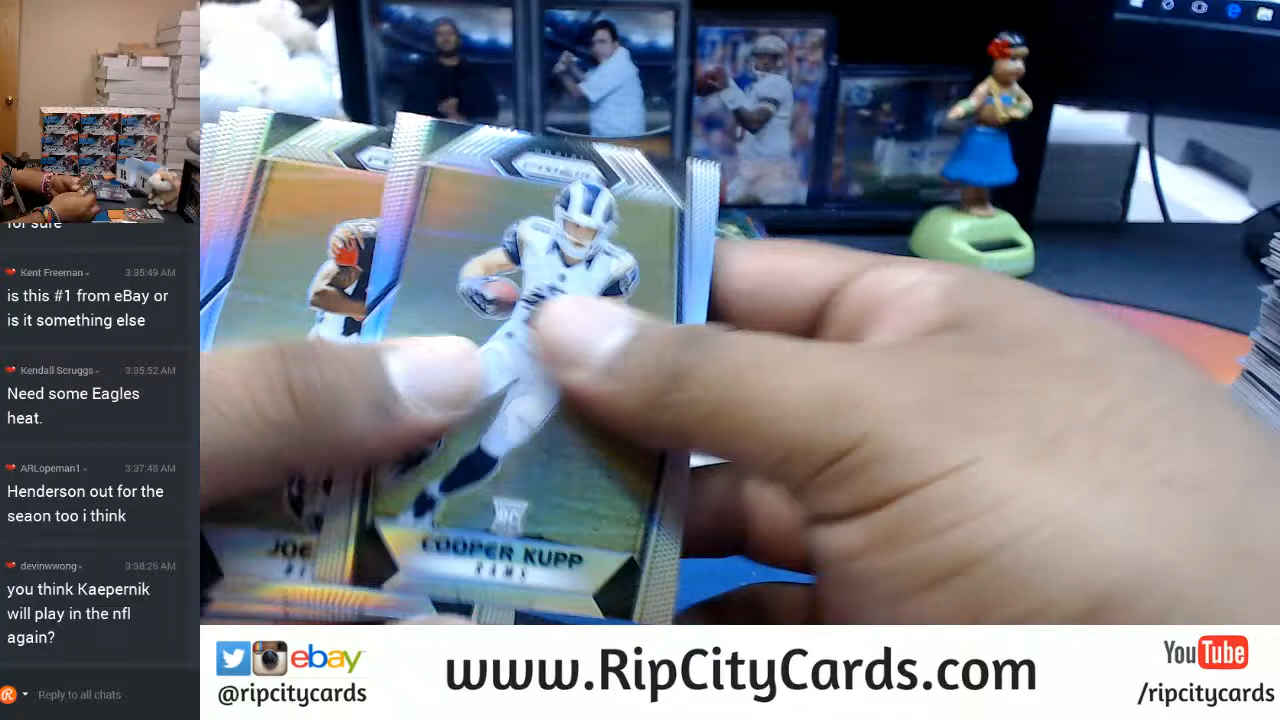 for sure
Kent Freeman
3:35:49 AM
is this #1 from eBay or
is it something else
Kendall Scruggs
3:35:52 AM
Need some Eagles
heat.
ARLopeman1
3:37:48 AM
Henderson out for the
seaon too i think
devinwwong
3:38:26 AM
you think Kaepernik
will play in the nfl
again?
Reply to all chats
JOE
RC
COOPER KUPP
RAMS
ebay
@ripcitycards
www.RipCityCards.com
YouTube
/ripcitycards